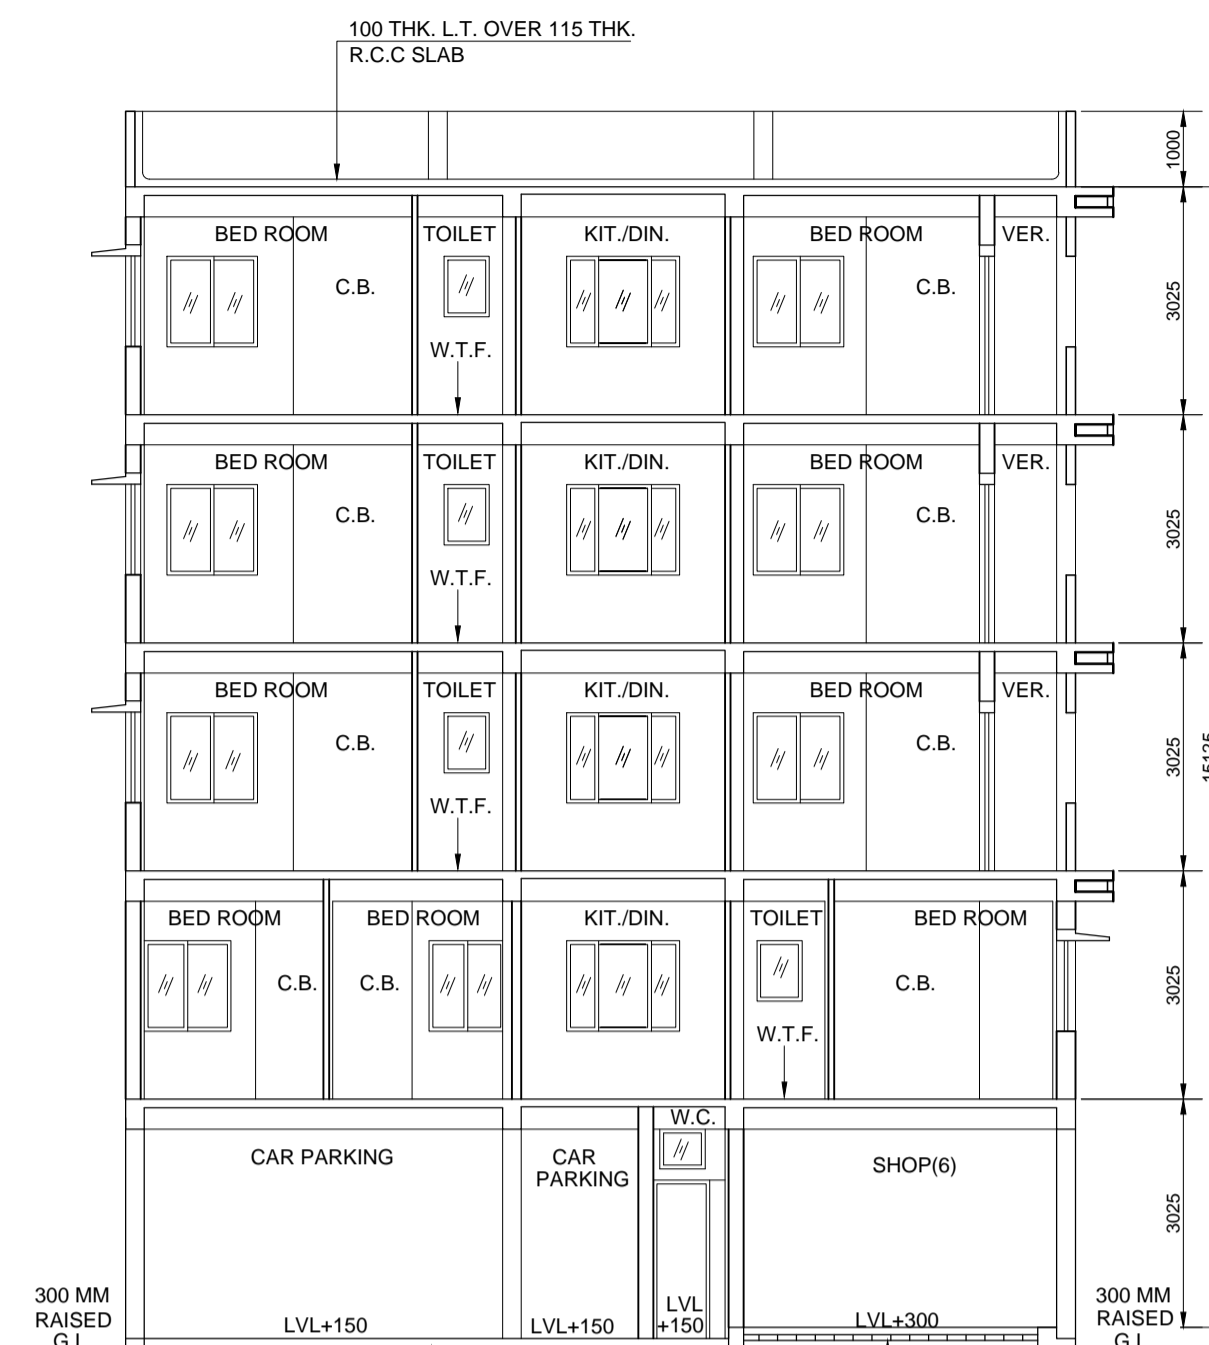 100 THK. L.T. OVER 115 THK.
R.C.C SLAB
1000
BED ROOM TOILET KIT./DIN. BED ROOM VER.
C.B. C.B.
3025
W.T.F.
BED ROOM TOILET KIT./DIN. BED ROOM VER.
C.B. C.B.
3025
W.T.F.
BED ROOM TOILET KIT./DIN. BED ROOM VER.
C.B. C.B.
3025
15125
W.T.F.
BED ROOM BED ROOM KIT./DIN. TOILET BED ROOM
C.B. C.B. C.B.
3025
W.T.F.
W.C.
CAR PARKING
CAR
PARKING
SHOP(6)
3025
300 MM
RAISED
G.L.
LVL+150
LVL+150
LVL
+150
LVL+300
300 MM
RAISED
G.L.